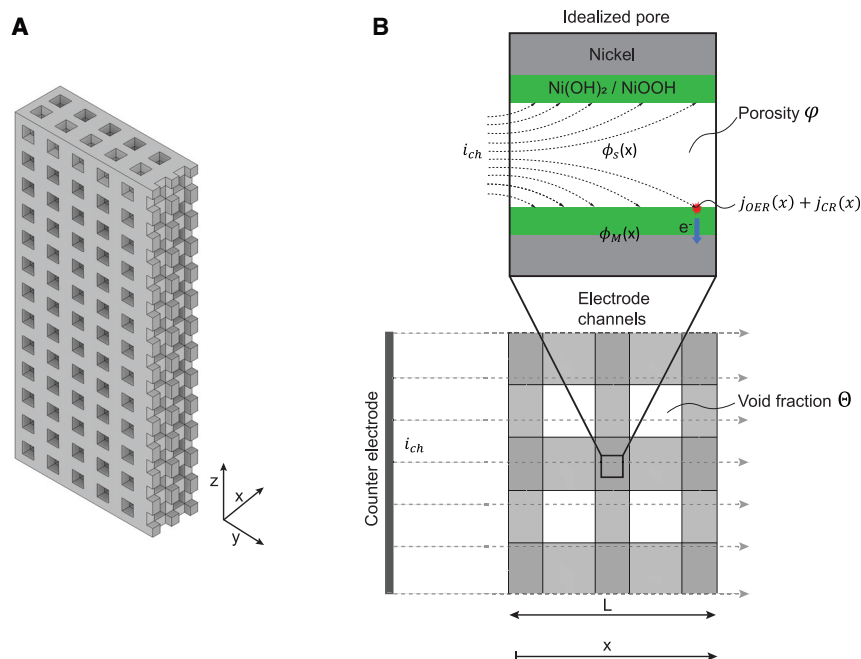 A
z
x
y
B
Idealized pore
Nickel
Ni(OH)₂ / NiOOH
Porosity φ
i_ch
ϕ_S(x)
j_OER(x) + j_CR(x)
e⁻
ϕ_M(x)
Electrode
channels
Void fraction Θ
i_ch
Counter electrode
L
x